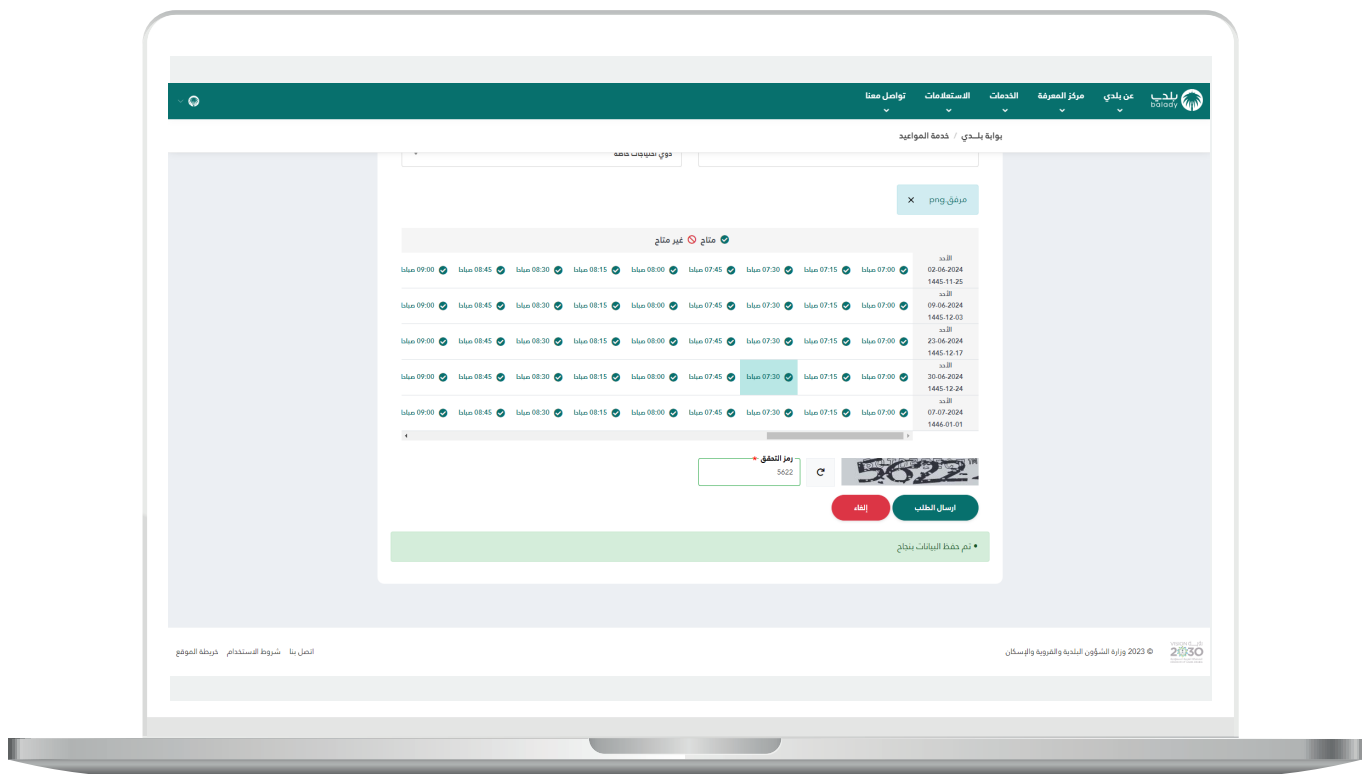 بلدي
balady
عن بلدي
مركز المعرفة
الخدمات
الاستعلامات
تواصل معنا
بوابة بلـــدي / خدمة المواعيد
ذوي احتياجات خاصة
مرفق.png ×
متاح غير متاح
الأحد
02-06-2024
1445-11-25
07:00 صباحا 07:15 صباحا 07:30 صباحا 07:45 صباحا 08:00 صباحا 08:15 صباحا 08:30 صباحا 08:45 صباحا 09:00 صباحا
الأحد
09-06-2024
1445-12-03
07:00 صباحا 07:15 صباحا 07:30 صباحا 07:45 صباحا 08:00 صباحا 08:15 صباحا 08:30 صباحا 08:45 صباحا 09:00 صباحا
الأحد
23-06-2024
1445-12-17
07:00 صباحا 07:15 صباحا 07:30 صباحا 07:45 صباحا 08:00 صباحا 08:15 صباحا 08:30 صباحا 08:45 صباحا 09:00 صباحا
الأحد
30-06-2024
1445-12-24
07:00 صباحا 07:15 صباحا 07:30 صباحا 07:45 صباحا 08:00 صباحا 08:15 صباحا 08:30 صباحا 08:45 صباحا 09:00 صباحا
الأحد
07-07-2024
1446-01-01
07:00 صباحا 07:15 صباحا 07:30 صباحا 07:45 صباحا 08:00 صباحا 08:15 صباحا 08:30 صباحا 08:45 صباحا 09:00 صباحا
5622
رمز التحقق *
5622
ارسال الطلب
إلغاء
• تم حفظ البيانات بنجاح
2030
© 2023 وزارة الشؤون البلدية والقروية والإسكان
اتصل بنا شروط الاستخدام خريطة الموقع